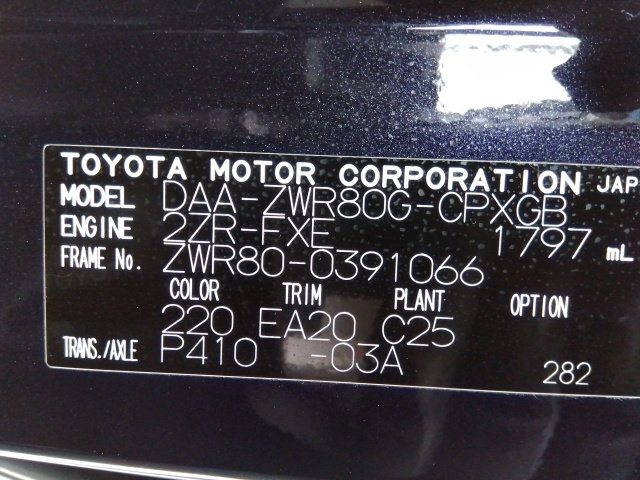 TOYOTA MOTOR CORPORATION JAP
MODEL DAA-ZWR80G-CPXGB
ENGINE 2ZR-FXE 1797 mL
FRAME No. ZWR80-0391066
COLOR TRIM PLANT OPTION
220 EA20 C25
TRANS./AXLE P410 -03A 282